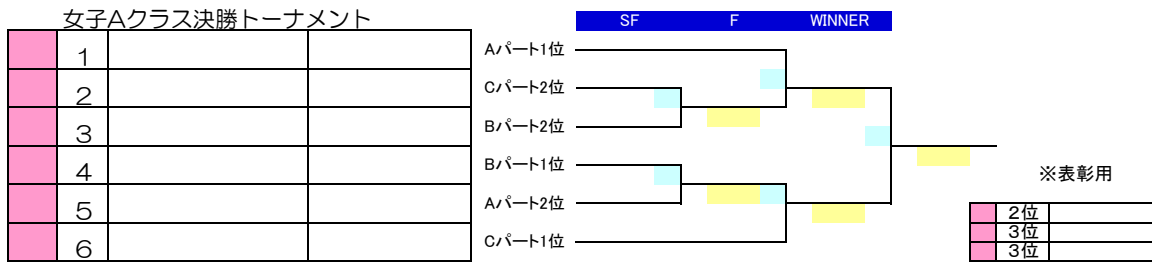 女子Aクラス決勝トーナメント
SF F WINNER
1 Aパート1位
2 Cパート2位
3 Bパート2位
4 Bパート1位
5 Aパート2位
6 Cパート1位
※表彰用
2位
3位
3位